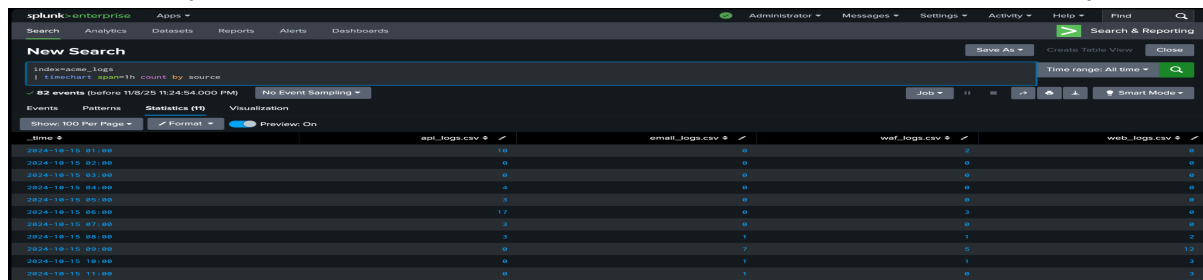 splunk>enterprise Apps Administrator Messages Settings Activity Help Find
Search Analytics Datasets Reports Alerts Dashboards Search & Reporting
New Search Save As Create Table View Close
index=acme_logs Time range: All time
| timechart span=1h count by source
82 events (before 11/8/25 11:24:54.000 PM) No Event Sampling Job Smart Mode
Events Patterns Statistics (11) Visualization
Show: 100 Per Page Format Preview: On
_time api_logs.csv email_logs.csv waf_logs.csv web_logs.csv
2024-10-15 01:00 10 0 2 0
2024-10-15 02:00 0 0 0 0
2024-10-15 03:00 0 0 0 0
2024-10-15 04:00 4 0 0 0
2024-10-15 05:00 3 0 0 0
2024-10-15 06:00 17 0 3 0
2024-10-15 07:00 3 0 0 0
2024-10-15 08:00 3 1 1 2
2024-10-15 09:00 0 7 5 12
2024-10-15 10:00 0 1 1 3
2024-10-15 11:00 0 1 0 3